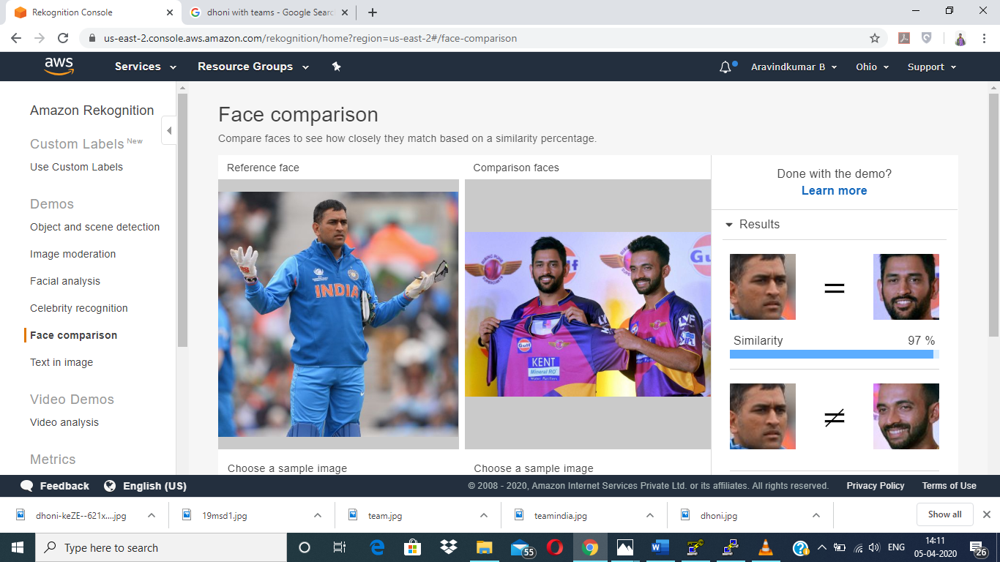 Rekognition Console
dhoni with teams - Google Searc
us-east-2.console.aws.amazon.com/rekognition/home?region=us-east-2#/face-comparison
aws
Services
Resource Groups
Aravindkumar B
Ohio
Support
Amazon Rekognition
Custom Labels New
Use Custom Labels
Demos
Object and scene detection
Image moderation
Facial analysis
Celebrity recognition
Face comparison
Text in image
Video Demos
Video analysis
Metrics
Face comparison
Compare faces to see how closely they match based on a similarity percentage.
Reference face
INDIA
Choose a sample image
Comparison faces
Gulf
KENT
Mineral RO
Water Purifiers
LYF
Choose a sample image
Done with the demo?
Learn more
Results
=
Similarity
97 %
≠
Feedback
English (US)
© 2008 - 2020, Amazon Internet Services Private Ltd. or its affiliates. All rights reserved.
Privacy Policy
Terms of Use
dhoni-keZE--621x....jpg
19msd1.jpg
team.jpg
teamindia.jpg
dhoni.jpg
Show all
Type here to search
55
ENG
14:11
05-04-2020
26